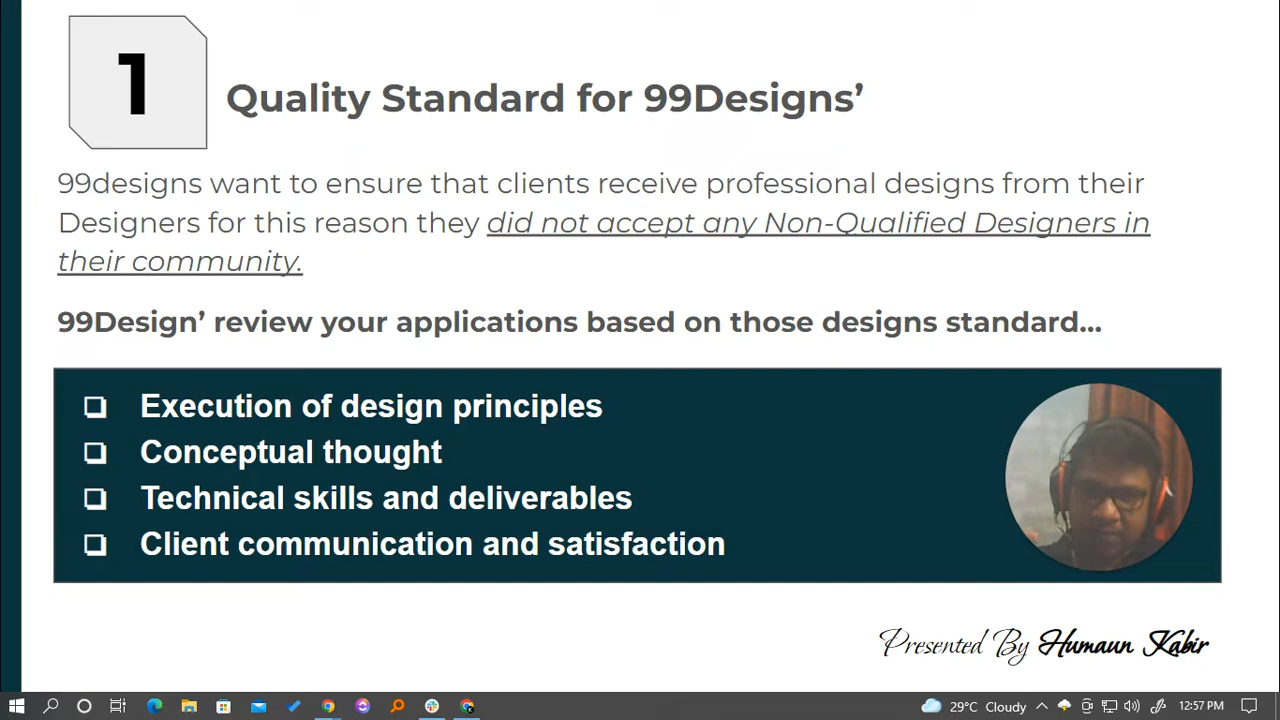 1
Quality Standard for 99Designs’
99designs want to ensure that clients receive professional designs from their
Designers for this reason they did not accept any Non-Qualified Designers in
their community.
99Design’ review your applications based on those designs standard...
❏ Execution of design principles
❏ Conceptual thought
❏ Technical skills and deliverables
❏ Client communication and satisfaction
Presented By Humaun Kabir
29°C Cloudy 12:57 PM